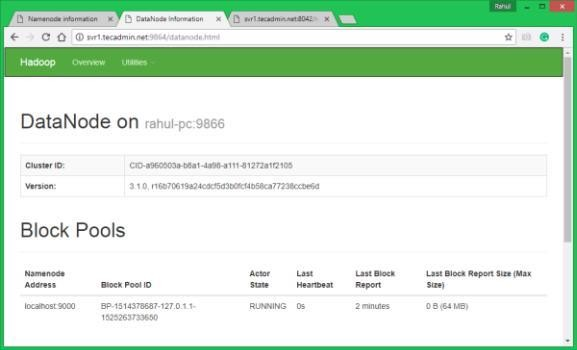 Rahul
Namenode information
DataNode Information
svr1.tecadmin.net:8042/n
svr1.tecadmin.net:9864/datanode.html
Hadoop Overview Utilities
DataNode on rahul-pc:9866
Cluster ID: CID-a960503a-b8a1-4a98-a111-81272a1f2105
Version: 3.1.0, r16b70619a24cdcf5d3b0fcf4b58ca77238ccbe6d
Block Pools
Namenode Address Block Pool ID Actor State Last Heartbeat Last Block Report Last Block Report Size (Max Size)
localhost:9000 BP-1514378687-127.0.1.1-1525263733650 RUNNING 0s 2 minutes 0 B (64 MB)